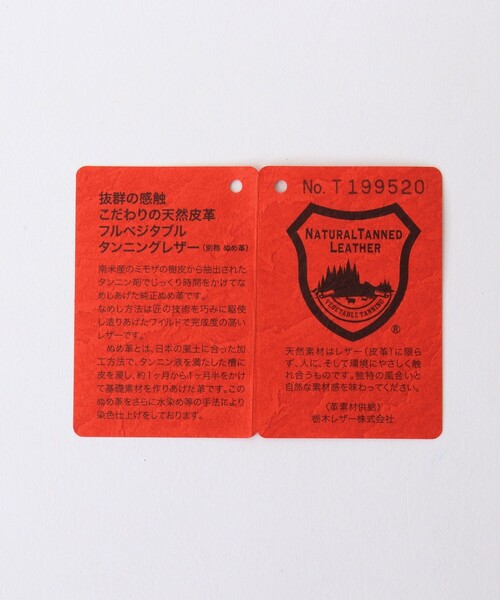 抜群の感触
こだわりの天然皮革
フルベジタブル
タンニングレザー（別称 ぬめ革）
南米産のミモザの樹皮から抽出された
タンニン剤でじっくり時間をかけてな
めしあげた純正ぬめ革です。
なめし方法は匠の技術を巧みに駆使
し造りあげたワイルドで完成度の高い
レザーです。
ぬめ革とは、日本の風土に合った加
工方法で、タンニン液を満たした槽に
皮を漬し、約1ヶ月から1ヶ月半をかけ
て基礎素材を作りあげた革です。この
ぬめ革をさらに水染め等の手法により
染色仕上げをしております。
No. T 199520
NATURAL TANNED
LEATHER
VEGETABLE TANNING
®
天然素材はレザー（皮革）に限ら
ず、人に、そして環境にやさしく触
れ合うものです。独特の風合いと
自然な素材感を味わってください。
〈革素材供給〉
栃木レザー株式会社